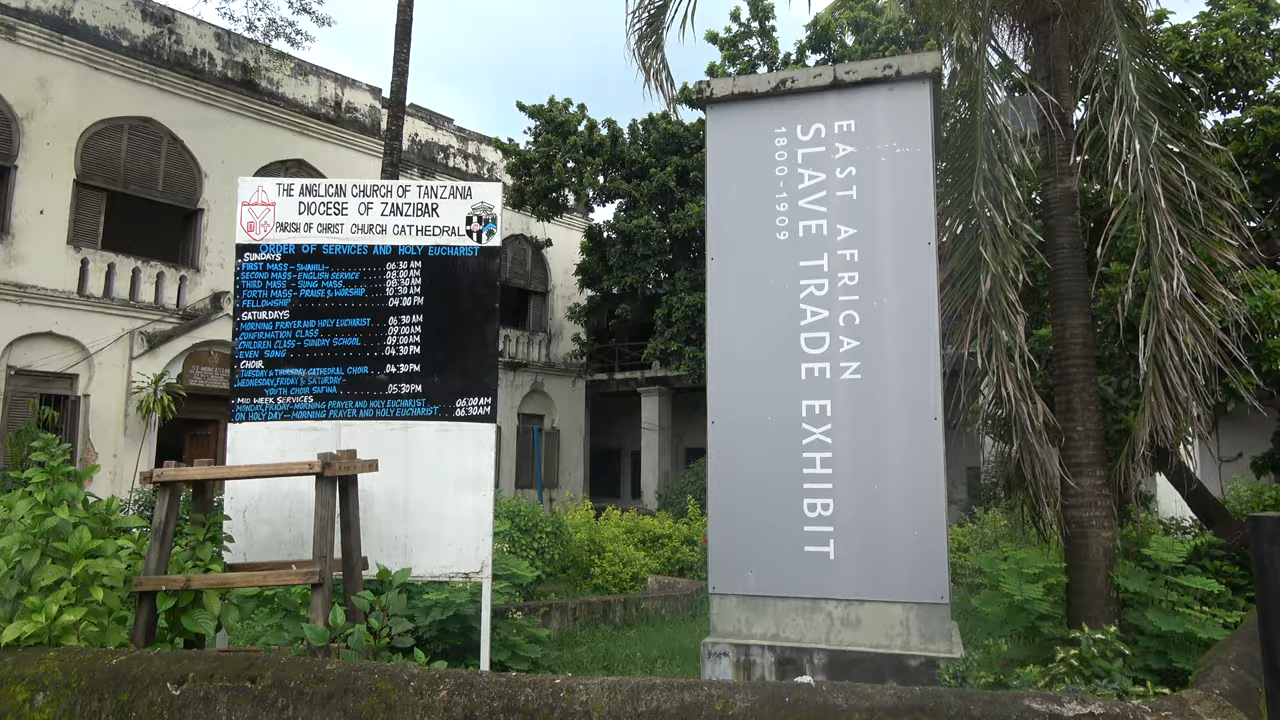 THE ANGLICAN CHURCH OF TANZANIA
DIOCESE OF ZANZIBAR
PARISH OF CHRIST CHURCH CATHEDRAL
ORDER OF SERVICES AND HOLY EUCHARIST
SUNDAYS
FIRST MASS - SWAHILI - .......... 06:30 AM
SECOND MASS - ENGLISH SERVICE .... 08:00 AM
THIRD MASS - SUNG MASS .......... 08:30 AM
FORTH MASS - PRAISE & WORSHIP ... 10:30 AM
FELLOWSHIP .......... 04:00 PM
SATURDAYS
MORNING PRAYER AND HOLY EUCHARIST ... 06:30 AM
CONFIRMATION CLASS .......... 09:00 AM
CHILDREN CLASS - SUNDAY SCHOOL .... 09:00 AM
EVEN SONG .......... 04:30 PM
CHOIR
TUESDAY & THURSDAY CATHEDRAL CHOIR .... 04:30 PM
WEDNESDAY, FRIDAY & SATURDAY -
YOUTH CHOIR SAFINA .......... 05:30 PM
MID WEEK SERVICES
MONDAY, FRIDAY - MORNING PRAYER AND HOLY EUCHARIST .... 06:00 AM
ON HOLY DAY - MORNING PRAYER AND HOLY EUCHARIST .... 06:30 AM
EAST AFRICAN
SLAVE TRADE EXHIBIT
1800-1909